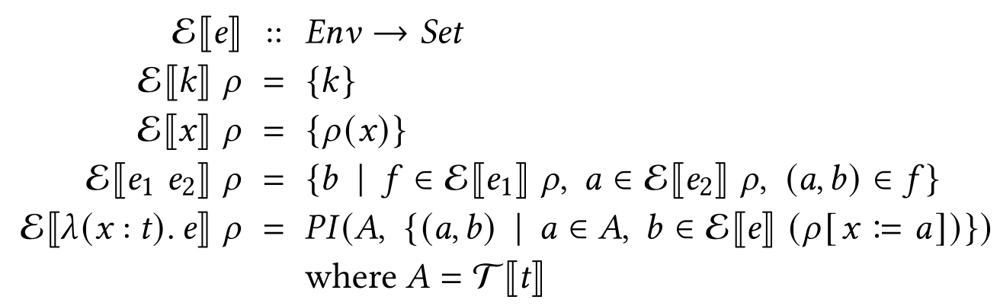 ℰ⟦e⟧ :: Env → Set
ℰ⟦k⟧ ρ = {k}
ℰ⟦x⟧ ρ = {ρ(x)}
ℰ⟦e₁ e₂⟧ ρ = {b | f ∈ ℰ⟦e₁⟧ ρ, a ∈ ℰ⟦e₂⟧ ρ, (a, b) ∈ f}
ℰ⟦λ(x : t). e⟧ ρ = PI(A, {(a, b) | a ∈ A, b ∈ ℰ⟦e⟧ (ρ[x := a])})
where A = 𝒯⟦t⟧